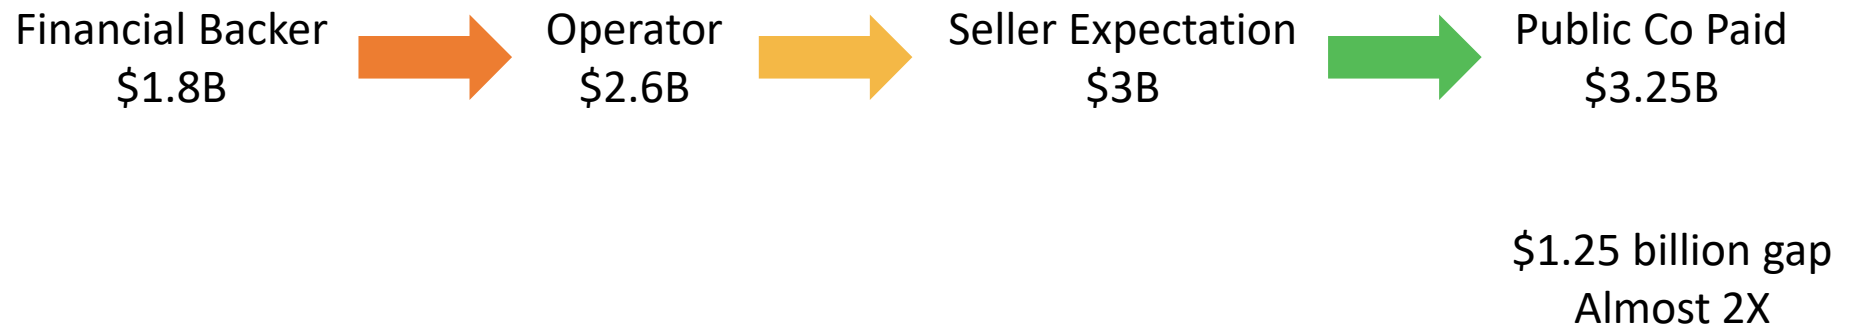 Financial Backer
$1.8B
Operator
$2.6B
Seller Expectation
$3B
Public Co Paid
$3.25B
$1.25 billion gap
Almost 2X